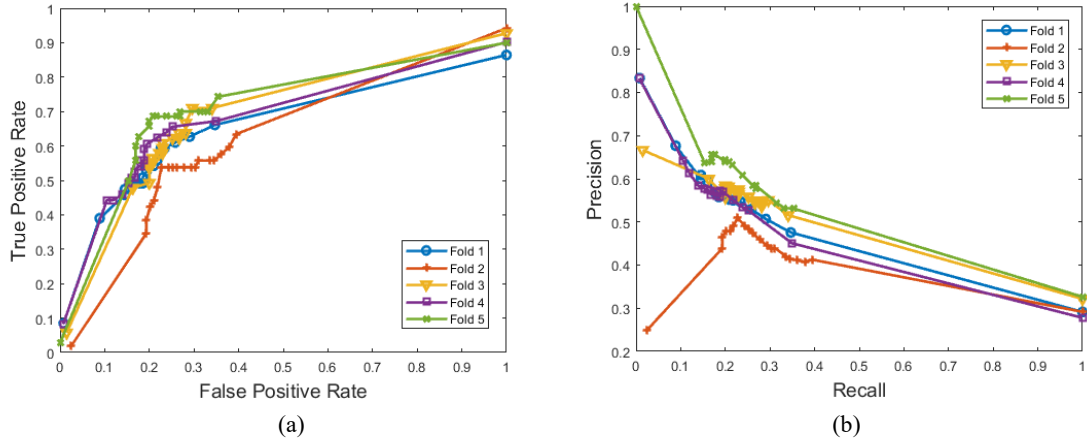 1
0.9
0.8
0.7
0.6
0.5
0.4
0.3
0.2
0.1
0
True Positive Rate
Fold 1
Fold 2
Fold 3
Fold 4
Fold 5
0 0.1 0.2 0.3 0.4 0.5 0.6 0.7 0.8 0.9 1
False Positive Rate
(a)
1
0.9
0.8
0.7
0.6
0.5
0.4
0.3
0.2
Precision
Fold 1
Fold 2
Fold 3
Fold 4
Fold 5
0 0.1 0.2 0.3 0.4 0.5 0.6 0.7 0.8 0.9 1
Recall
(b)